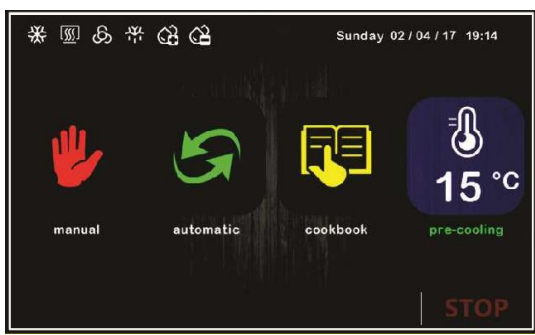 Sunday 02 / 04 / 17 19:14
15 °C
manual automatic cookbook pre-cooling
STOP